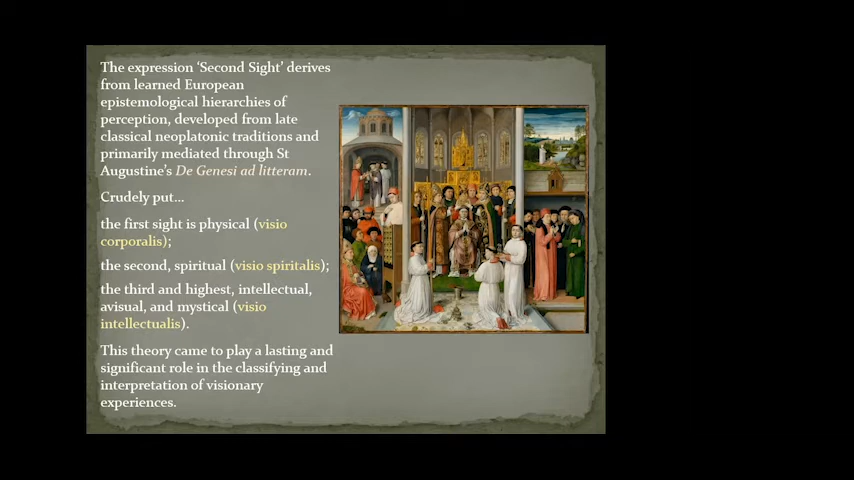 The expression ‘Second Sight’ derives
from learned European
epistemological hierarchies of
perception, developed from late
classical neoplatonic traditions and
primarily mediated through St
Augustine’s De Genesi ad litteram.
Crudely put…
the first sight is physical (visio
corporalis);
the second, spiritual (visio spiritalis);
the third and highest, intellectual,
avisual, and mystical (visio
intellectualis).
This theory came to play a lasting and
significant role in the classifying and
interpretation of visionary
experiences.